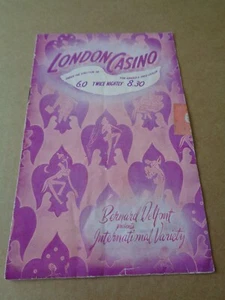 LONDON CASINO
6.0 TWICE NIGHTLY 8.30
Bernard Delfont
presents
International Variety